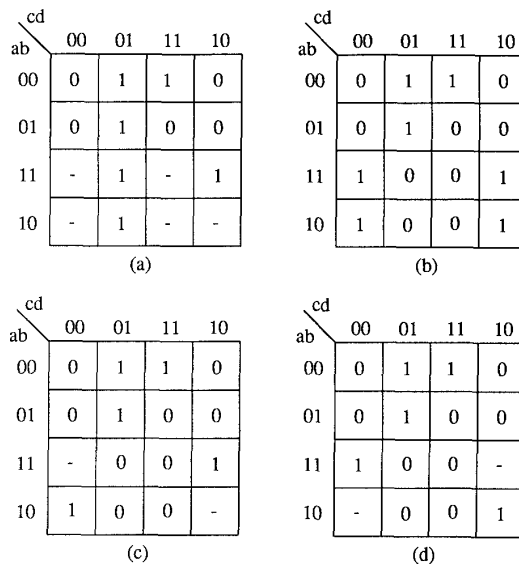 cd cd
ab 00 01 11 10 ab 00 01 11 10
00 0 1 1 0 00 0 1 1 0
01 0 1 0 0 01 0 1 0 0
11 - 1 - 1 11 1 0 0 1
10 - 1 - - 10 1 0 0 1
(a) (b)
cd cd
ab 00 01 11 10 ab 00 01 11 10
00 0 1 1 0 00 0 1 1 0
01 0 1 0 0 01 0 1 0 0
11 - 0 0 1 11 1 0 0 -
10 1 0 0 - 10 - 0 0 1
(c) (d)